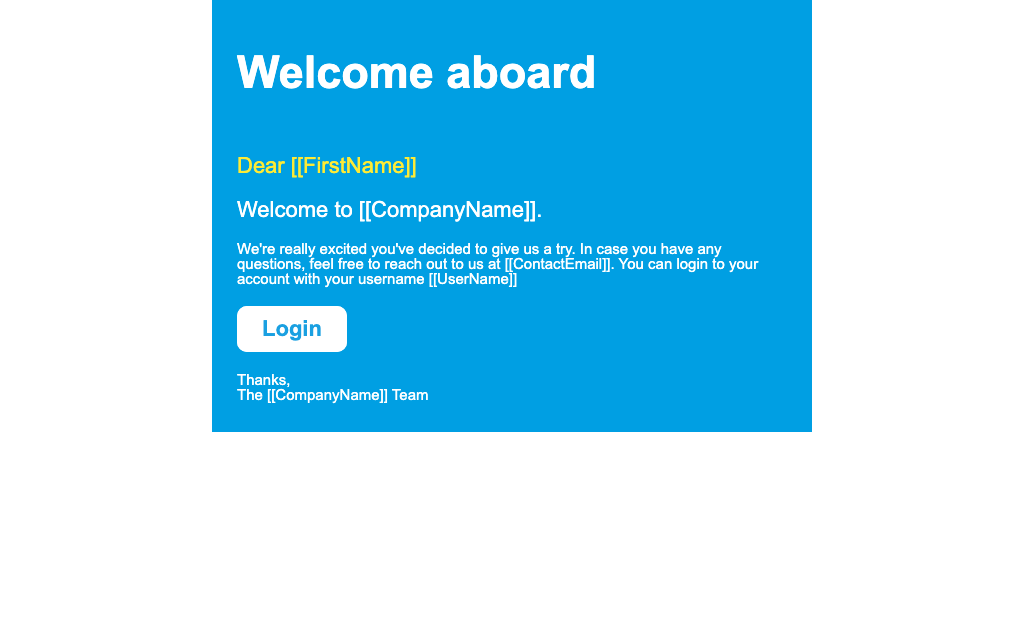 Welcome aboard
Dear [[FirstName]]
Welcome to [[CompanyName]].
We're really excited you've decided to give us a try. In case you have any
questions, feel free to reach out to us at [[ContactEmail]]. You can login to your
account with your username [[UserName]]
Login
Thanks,
The [[CompanyName]] Team